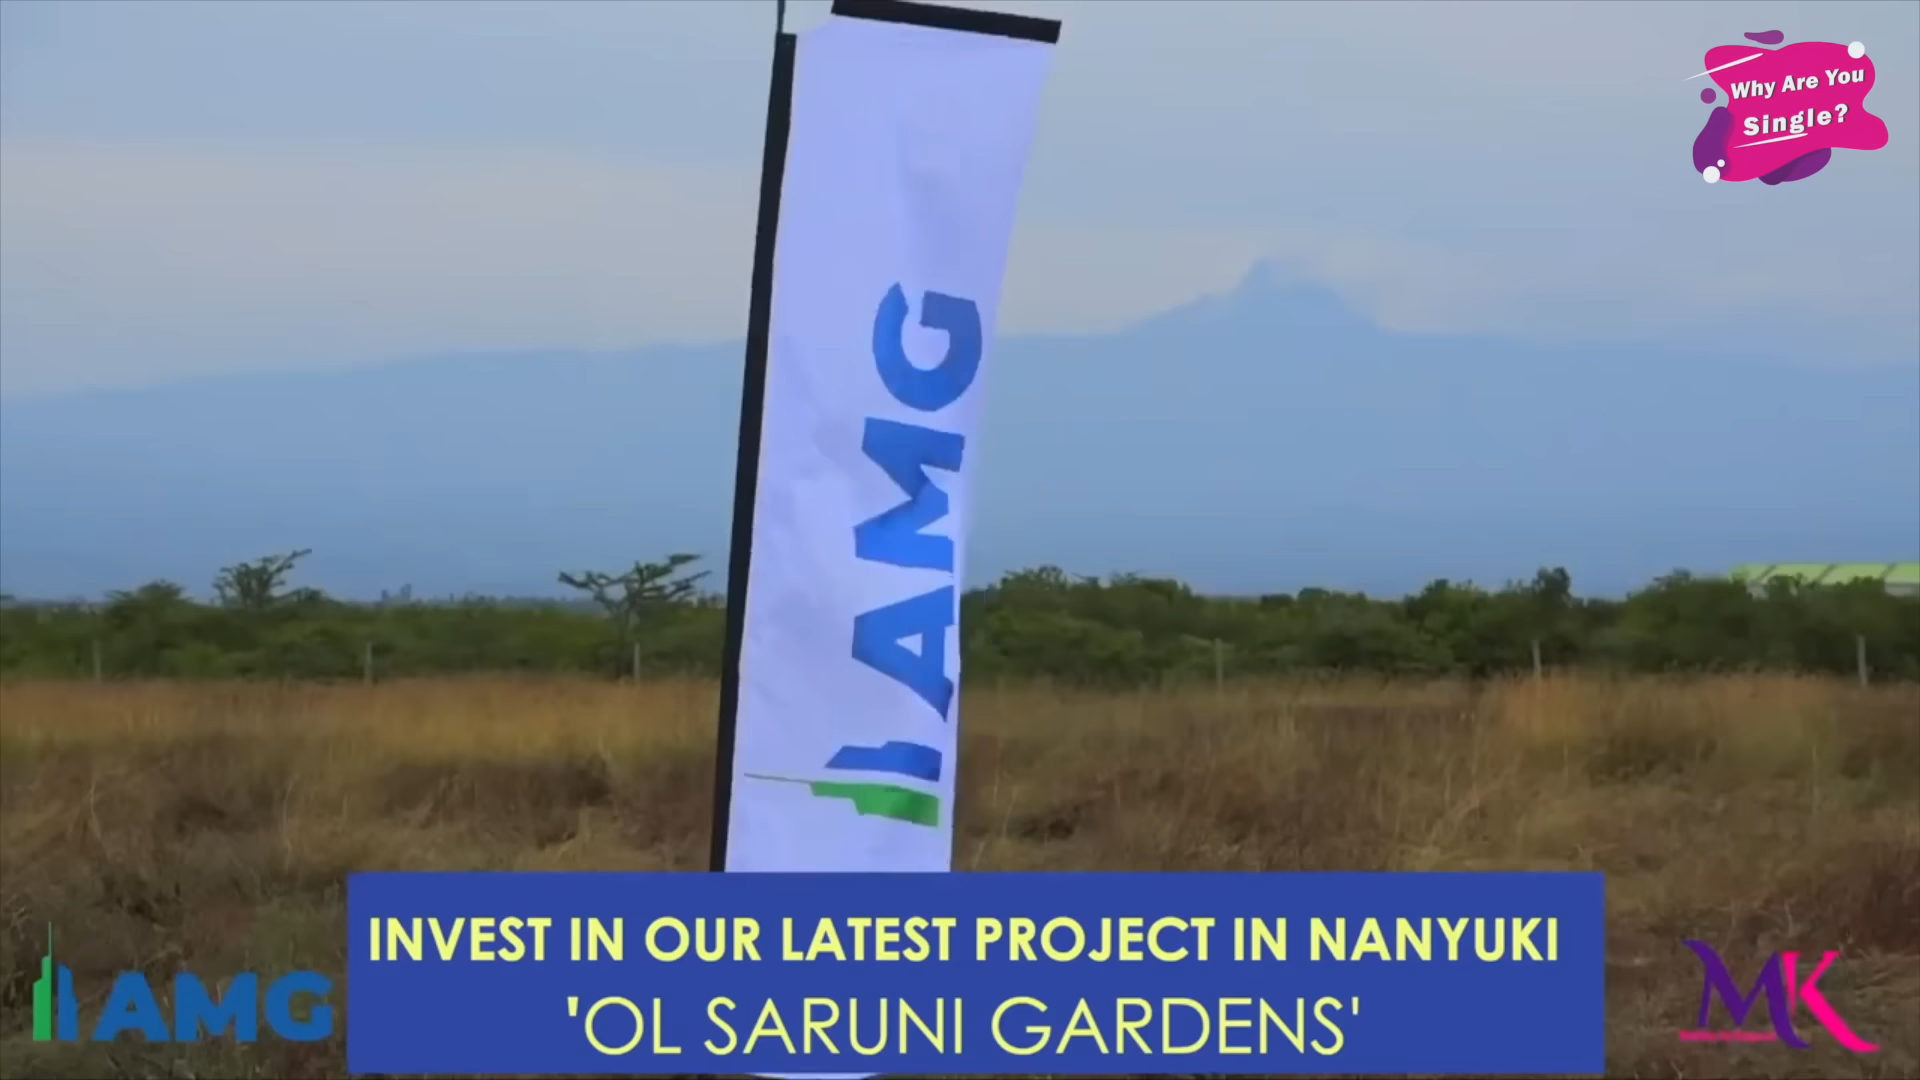 Why Are You
Single?
AMG
INVEST IN OUR LATEST PROJECT IN NANYUKI
'OL SARUNI GARDENS'
AMG
MK